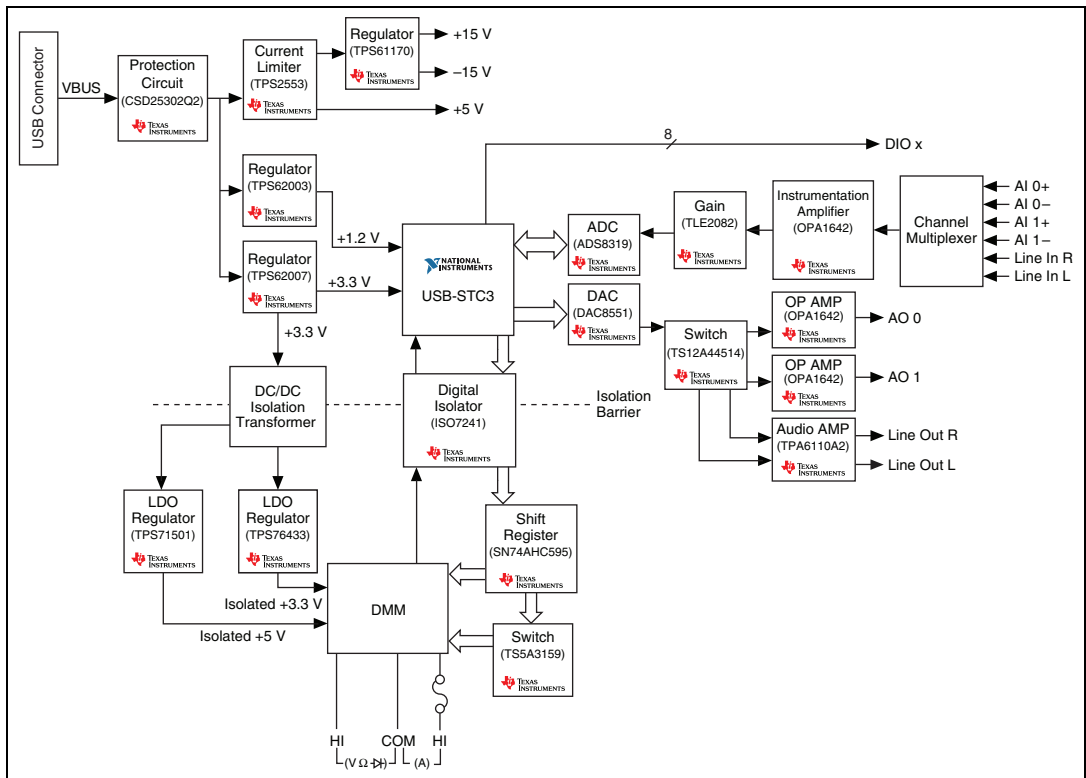 USB Connector
VBUS
Protection
Circuit
(CSD25302Q2)
TEXAS
INSTRUMENTS
Current
Limiter
(TPS2553)
TEXAS
INSTRUMENTS
Regulator
(TPS61170)
TEXAS
INSTRUMENTS
+15 V
–15 V
+5 V
Regulator
(TPS62003)
TEXAS
INSTRUMENTS
+1.2 V
Regulator
(TPS62007)
TEXAS
INSTRUMENTS
+3.3 V
+3.3 V
NATIONAL
INSTRUMENTS
USB-STC3
8
DIO x
ADC
(ADS8319)
TEXAS
INSTRUMENTS
Gain
(TLE2082)
TEXAS
INSTRUMENTS
Instrumentation
Amplifier
(OPA1642)
TEXAS
INSTRUMENTS
Channel
Multiplexer
AI 0+
AI 0–
AI 1+
AI 1–
Line In R
Line In L
DAC
(DAC8551)
TEXAS
INSTRUMENTS
Switch
(TS12A44514)
TEXAS
INSTRUMENTS
OP AMP
(OPA1642)
TEXAS
INSTRUMENTS
AO 0
OP AMP
(OPA1642)
TEXAS
INSTRUMENTS
AO 1
Audio AMP
(TPA6110A2)
TEXAS
INSTRUMENTS
Line Out R
Line Out L
DC/DC
Isolation
Transformer
Digital
Isolator
(ISO7241)
TEXAS
INSTRUMENTS
Isolation
Barrier
LDO
Regulator
(TPS71501)
TEXAS
INSTRUMENTS
LDO
Regulator
(TPS76433)
TEXAS
INSTRUMENTS
Shift
Register
(SN74AHC595)
TEXAS
INSTRUMENTS
Isolated +3.3 V
Isolated +5 V
DMM
Switch
(TS5A3159)
TEXAS
INSTRUMENTS
HI
COM
HI
(V Ω )
(A)